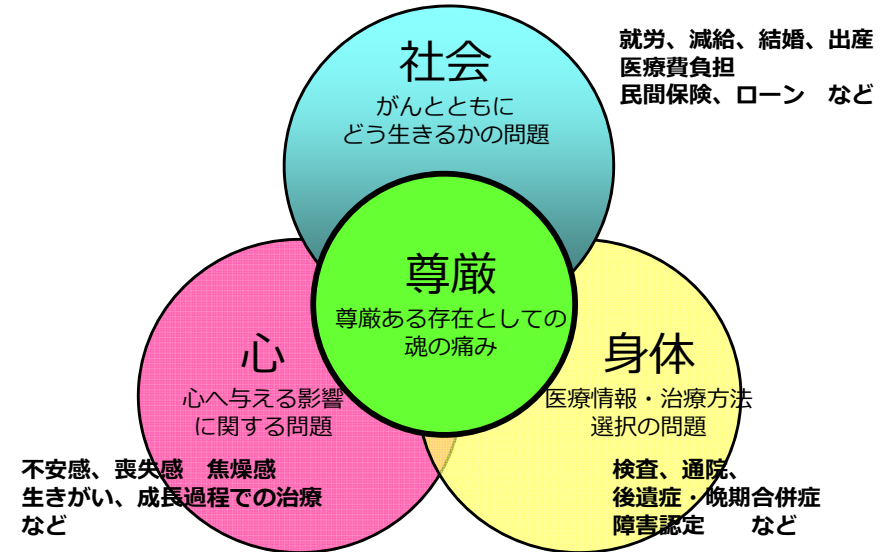 社会
がんとともに
どう生きるかの問題
就労、減給、結婚、出産
医療費負担
民間保険、ローン　など
尊厳
尊厳ある存在としての
魂の痛み
心
心へ与える影響
に関する問題
不安感、喪失感　焦燥感
生きがい、成長過程での治療
など
身体
医療情報・治療方法
選択の問題
検査、通院、
後遺症・晩期合併症
障害認定　　など